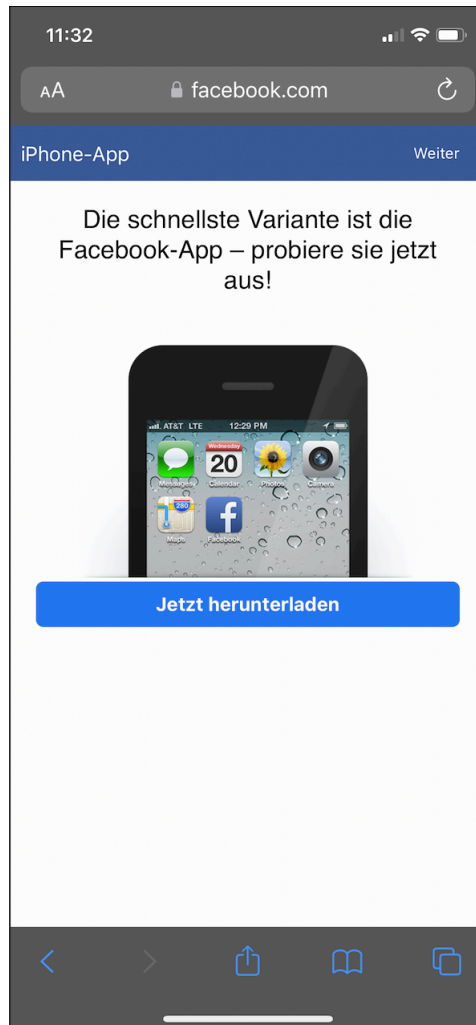 11:32
AA facebook.com
iPhone-App Weiter
Die schnellste Variante ist die
Facebook-App – probiere sie jetzt
aus!
AT&T LTE 12:29 PM
Wednesday
20
280
Messages Calendar Photos Camera
Maps Facebook
Jetzt herunterladen